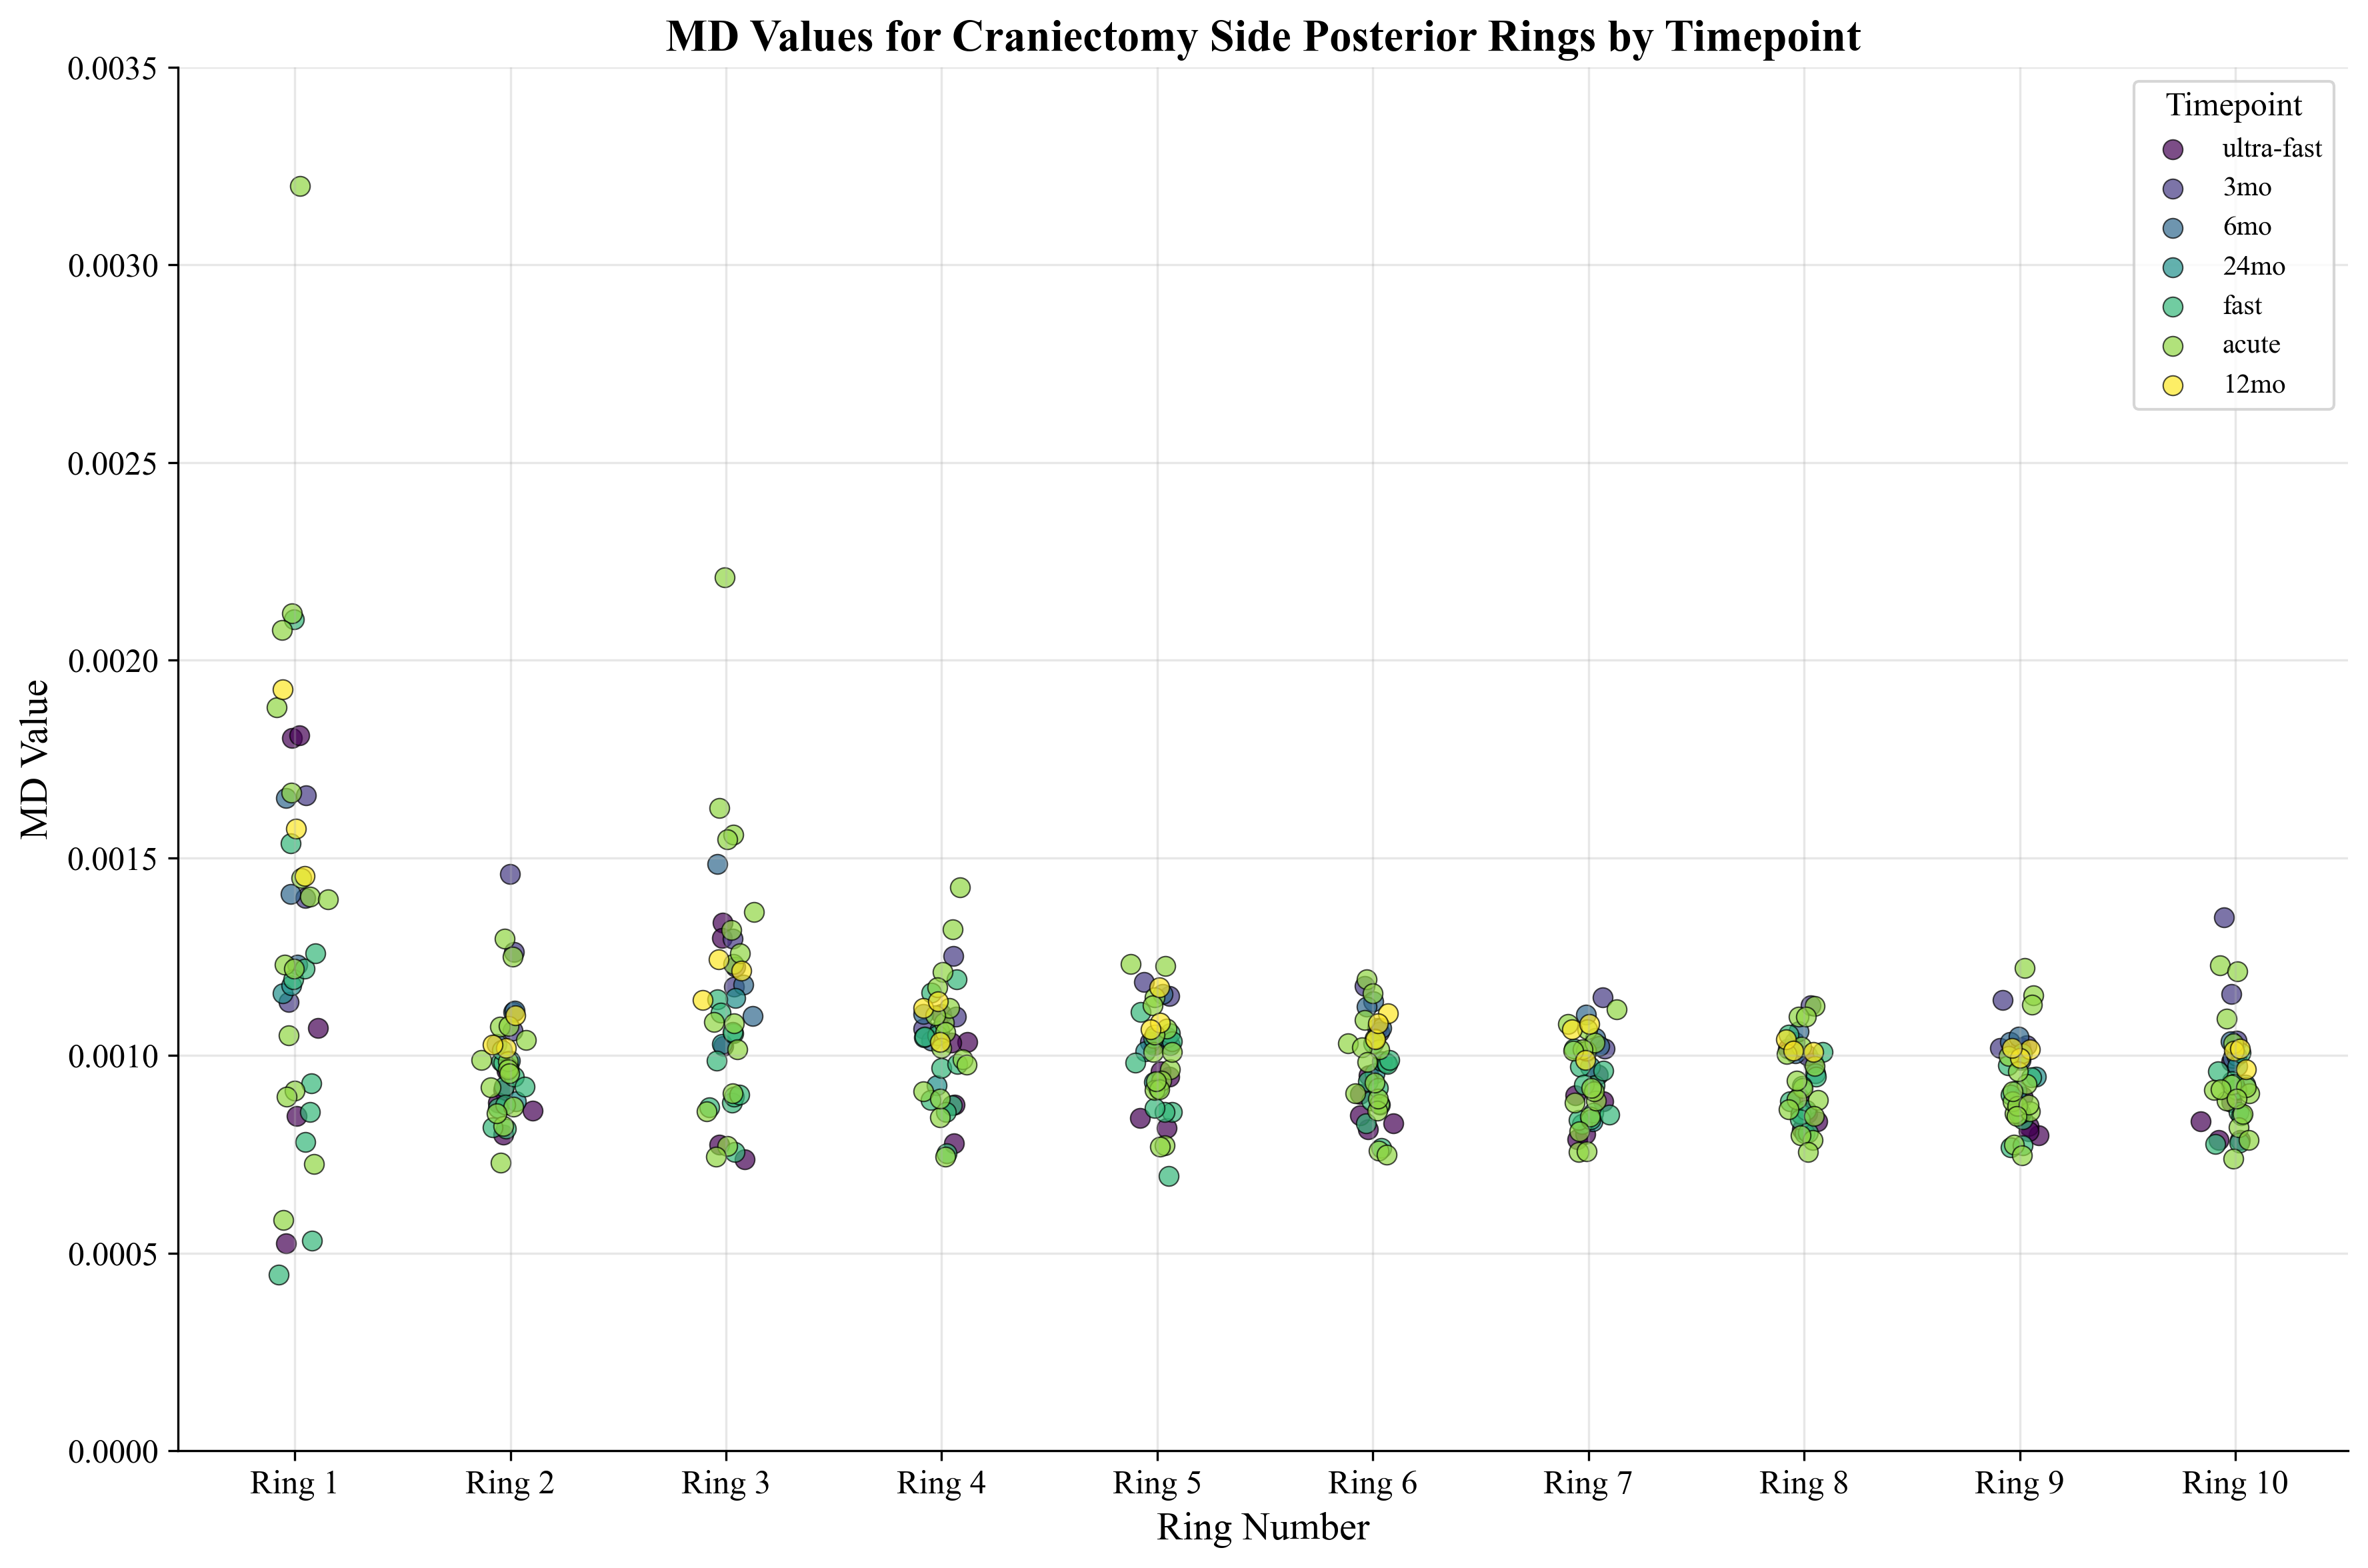 MD Values for Craniectomy Side Posterior Rings by Timepoint
0.0035
0.0030
0.0025
0.0020
0.0015
0.0010
0.0005
0.0000
MD Value
Timepoint
ultra-fast
3mo
6mo
24mo
fast
acute
12mo
Ring 1 Ring 2 Ring 3 Ring 4 Ring 5 Ring 6 Ring 7 Ring 8 Ring 9 Ring 10
Ring Number